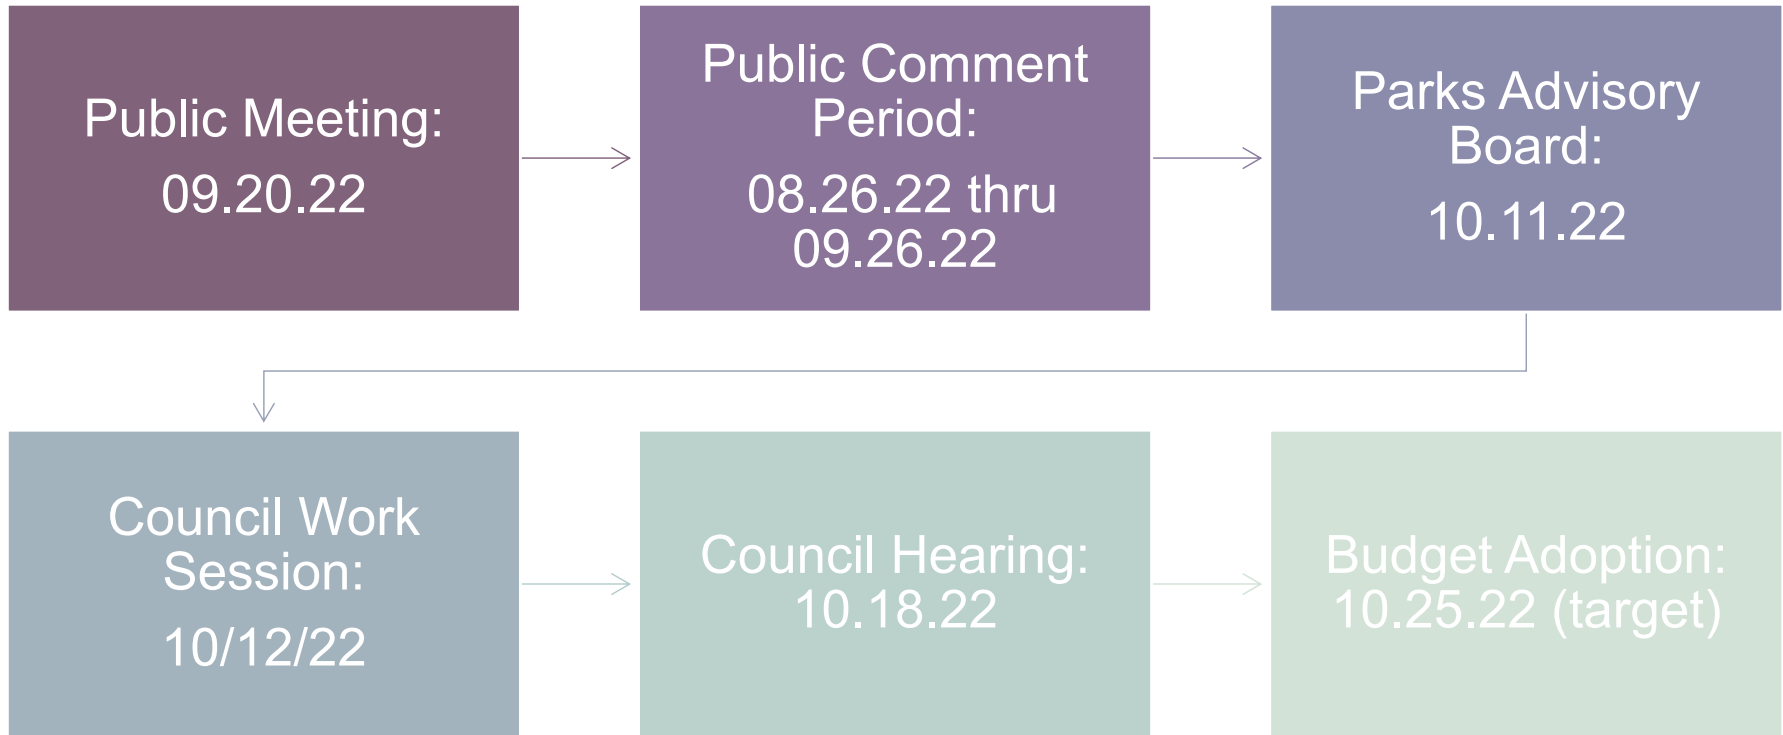 Public Meeting:
09.20.22
Public Comment
Period:
08.26.22 thru
09.26.22
Parks Advisory
Board:
10.11.22
Council Work
Session:
10/12/22
Council Hearing:
10.18.22
Budget Adoption:
10.25.22 (target)